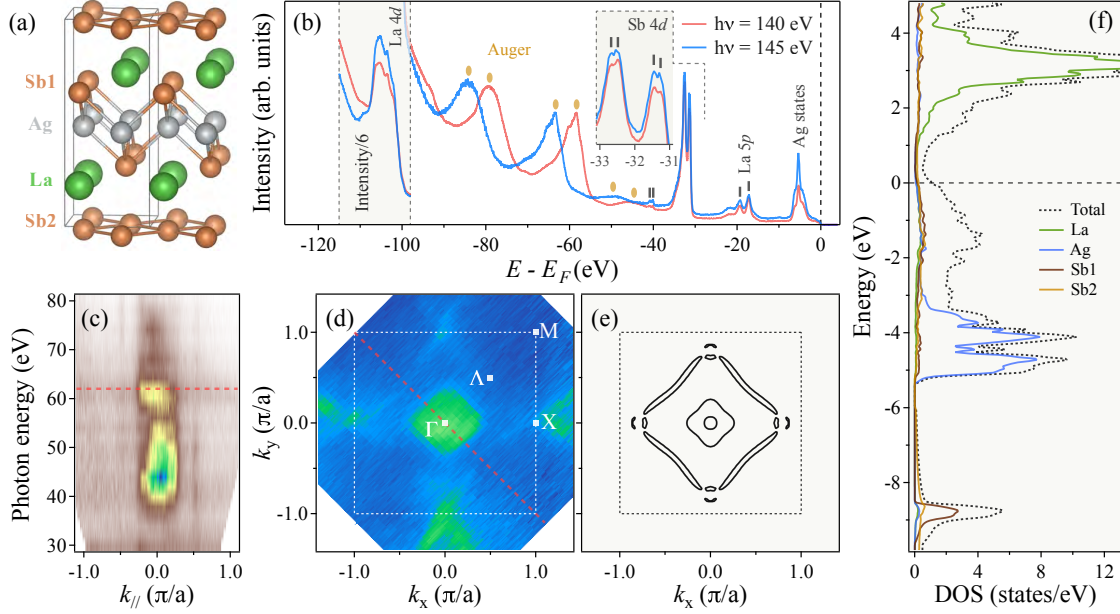 (a)
Sb1
Ag
La
Sb2
(b)
Intensity (arb. units)
Intensity/6
La 4d
Auger
Sb 4d
hν = 140 eV
hν = 145 eV
-33 -32 -31
La 5p
Ag states
-120 -100 -80 -60 -40 -20 0
E - E_F (eV)
(c)
Photon energy (eV)
80
70
60
50
40
30
-1.0 0.0 1.0
k// (π/a)
(d)
k_y (π/a)
1.0
0.0
-1.0
M
Λ
Γ
X
-1.0 0.0 1.0
k_x (π/a)
(e)
-1.0 0.0 1.0
k_x (π/a)
(f)
Energy (eV)
4
2
0
-2
-4
-6
-8
Total
La
Ag
Sb1
Sb2
0 4 8 12
DOS (states/eV)